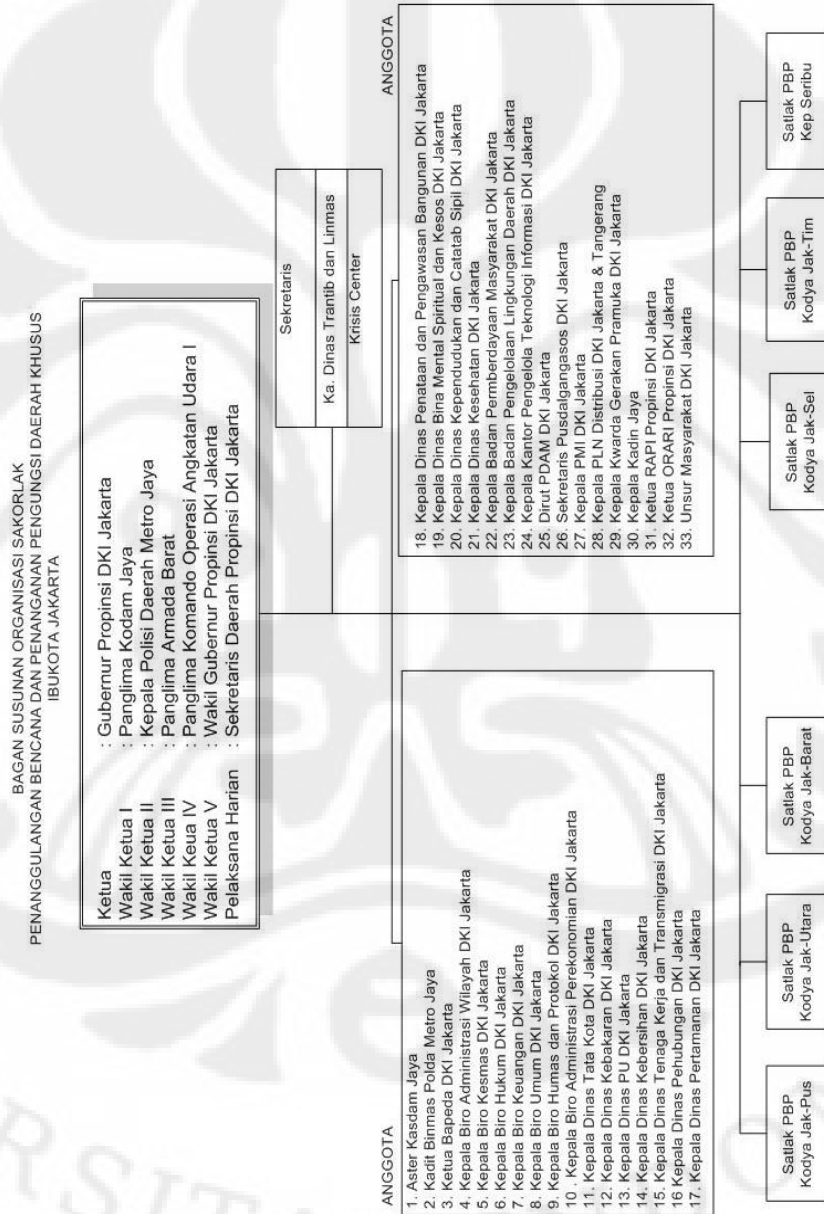 BAGAN SUSUNAN ORGANISASI SAKORLAK
PENANGGULANGAN BENCANA DAN PENANGANAN PENGUNGSI DAERAH KHUSUS
IBUKOTA JAKARTA
Ketua : Gubernur Propinsi DKI Jakarta
Wakil Ketua I : Panglima Kodam Jaya
Wakil Ketua II : Kepala Polisi Daerah Metro Jaya
Wakil Ketua III : Panglima Armada Barat
Wakil Keua IV : Panglima Komando Operasi Angkatan Udara I
Wakil Ketua V : Wakil Gubernur Propinsi DKI Jakarta
Pelaksana Harian : Sekretaris Daerah Propinsi DKI Jakarta
Sekretaris
Ka. Dinas Trantib dan Linmas
Krisis Center
ANGGOTA
1. Aster Kasdam Jaya
2. Kadit Binmas Polda Metro Jaya
3. Ketua Bapeda DKI Jakarta
4. Kepala Biro Administrasi Wilayah DKI Jakarta
5. Kepala Biro Kesmas DKI Jakarta
6. Kepala Biro Hukum DKI Jakarta
7. Kepala Biro Keuangan DKI Jakarta
8. Kepala Biro Umum DKI Jakarta
9. Kepala Biro Humas dan Protokol DKI Jakarta
10 . Kepala Biro Administrasi Perekonomian DKI Jakarta
11. Kepala Dinas Tata Kota DKI Jakarta
12. Kepala Dinas Kebakaran DKI Jakarta
13. Kepala Dinas PU DKI Jakarta
14. Kepala Dinas Kebersihan DKI Jakarta
15. Kepala Dinas Tenaga Kerja dan Transmigrasi DKI Jakarta
16 Kepala Dinas Pehubungan DKI Jakarta
17. Kepala Dinas Pertamanan DKI Jakarta
ANGGOTA
18. Kepala Dinas Penataan dan Pengawasan Bangunan DKI Jakarta
19. Kepala Dinas Bina Mental Spiritual dan Kesos DKI Jakarta
20. Kepala Dinas Kependudukan dan Catatab Sipil DKI Jakarta
21. Kepala Dinas Kesehatan DKI Jakarta
22. Kepala Badan Permberdayaan Masyarakat DKI Jakarta
23. Kepala Badan Pengelolaan Lingkungan Daerah DKI Jakarta
24. Kepala Kantor Pengelola Teknologi Informasi DKI Jakarta
25. Dirut PDAM DKI Jakarta
26. Sekretaris Pusdalgangasos DKI Jakarta
27. Kepala PMI DKI Jakarta
28. Kepala PLN Distribusi DKI Jakarta & Tangerang
29. Kepala Kwarda Gerakan Pramuka DKI Jakarta
30. Kepala Kadin Jaya
31. Ketua RAPI Propinsi DKI Jakarta
32. Ketua ORARI Propinsi DKI Jakarta
33. Unsur Masyarakat DKI Jakarta
Satlak PBP
Kodya Jak-Pus
Satlak PBP
Kodya Jak-Utara
Satlak PBP
Kodya Jak-Barat
Satlak PBP
Kodya Jak-Sel
Satlak PBP
Kodya Jak-Tim
Satlak PBP
Kep Seribu